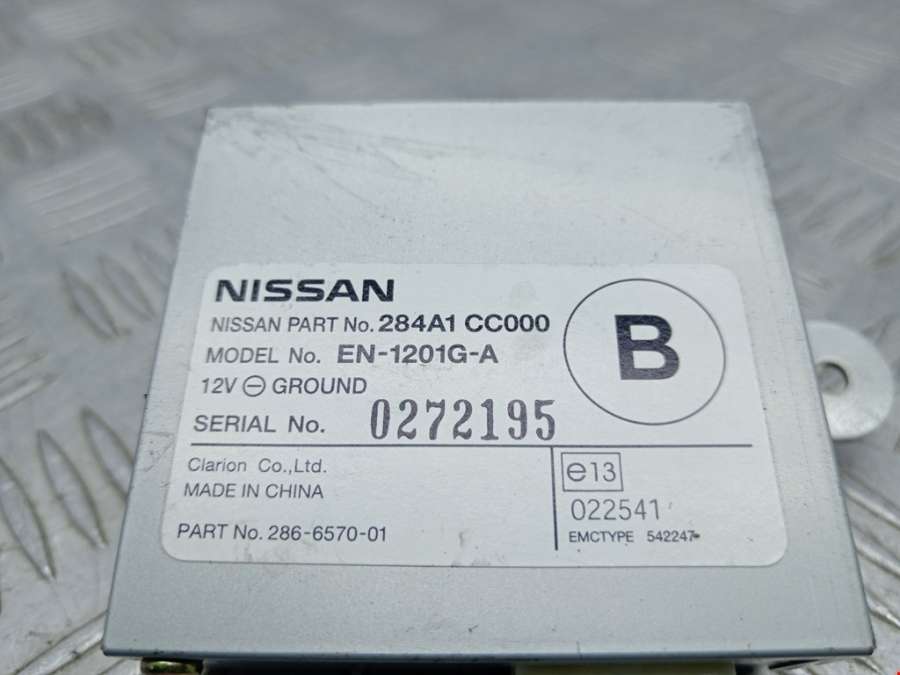 NISSAN
NISSAN PART No. 284A1 CC000
MODEL No. EN-1201G-A
12V ⊖ GROUND
SERIAL No. 0272195
B
Clarion Co.,Ltd.
MADE IN CHINA
PART No. 286-6570-01
e13
022541
EMCTYPE 542247